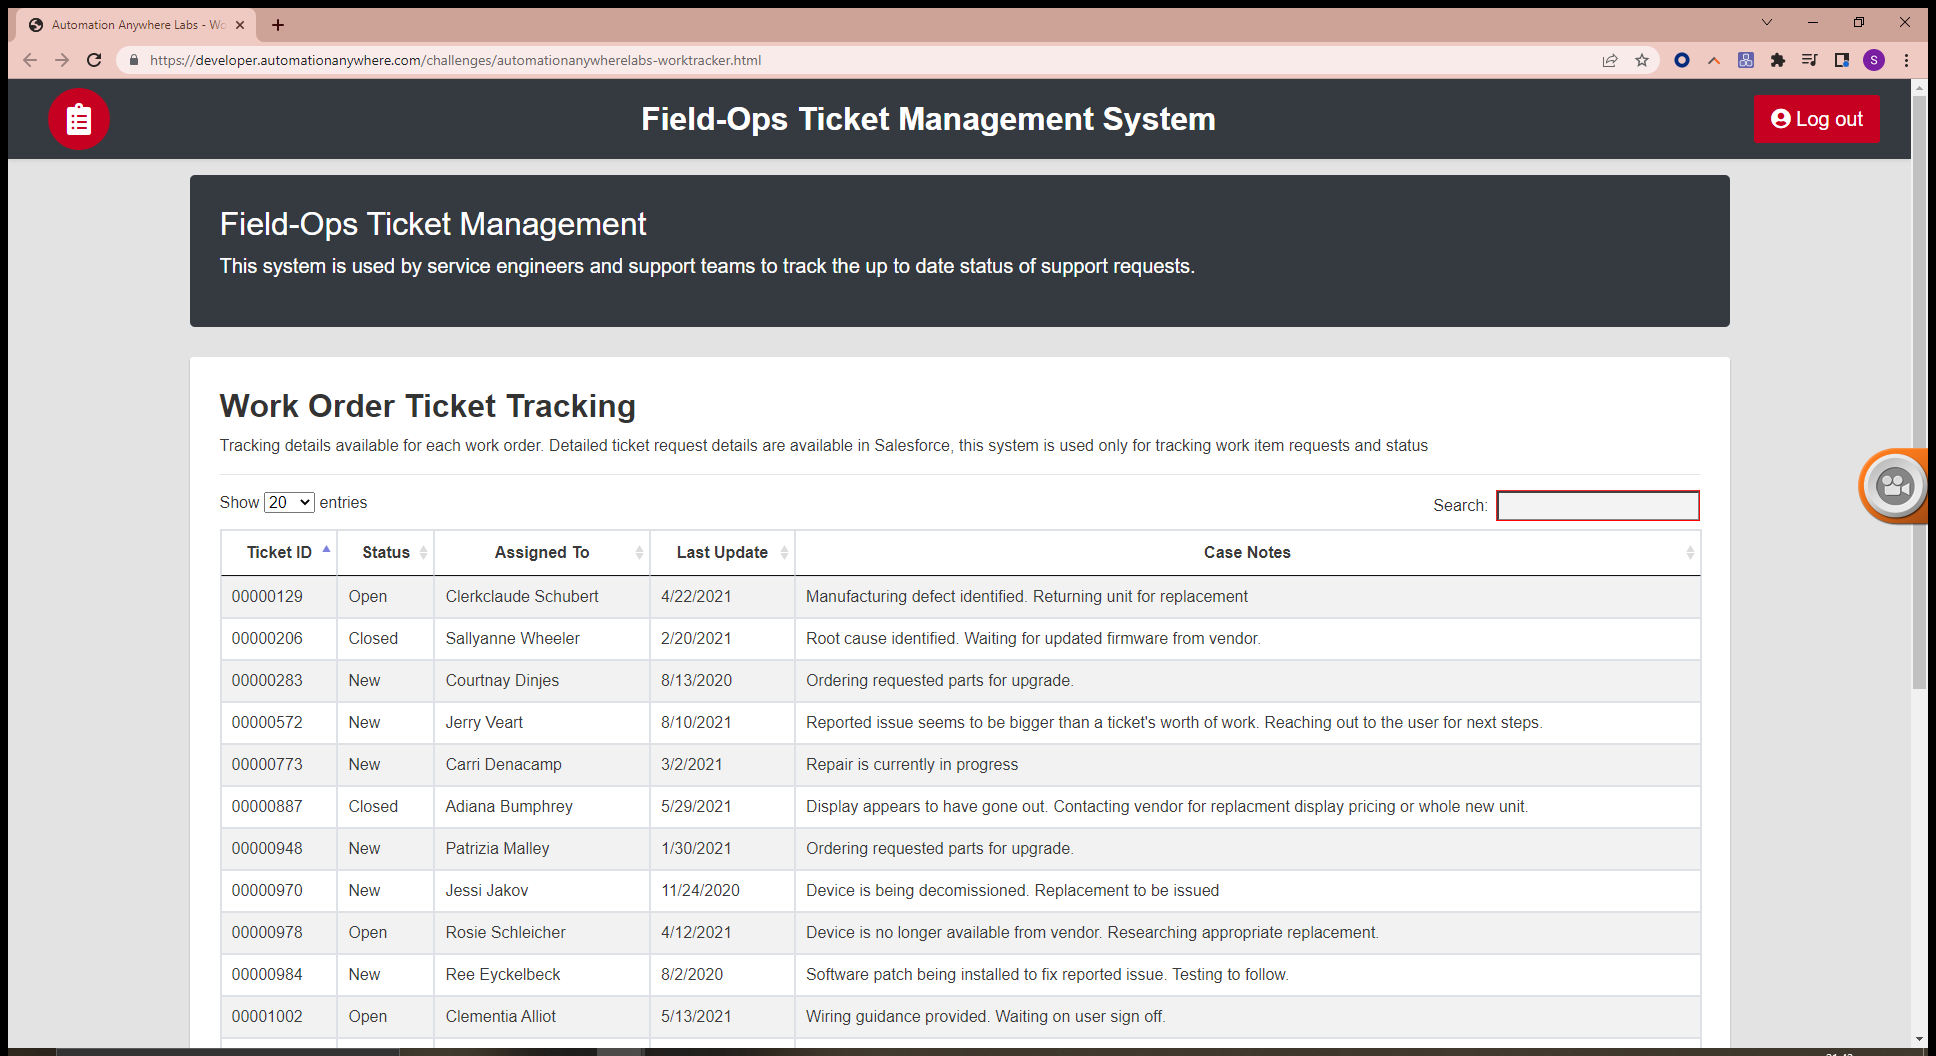 Automation Anywhere Labs - Wo
https://developer.automationanywhere.com/challenges/automationanywherelabs-worktracker.html
S
Field-Ops Ticket Management System
Log out
Field-Ops Ticket Management
This system is used by service engineers and support teams to track the up to date status of support requests.
Work Order Ticket Tracking
Tracking details available for each work order. Detailed ticket request details are available in Salesforce, this system is used only for tracking work item requests and status
Show 20 entries Search:
Ticket ID Status Assigned To Last Update Case Notes
00000129 Open Clerkclaude Schubert 4/22/2021 Manufacturing defect identified. Returning unit for replacement
00000206 Closed Sallyanne Wheeler 2/20/2021 Root cause identified. Waiting for updated firmware from vendor.
00000283 New Courtnay Dinjes 8/13/2020 Ordering requested parts for upgrade.
00000572 New Jerry Veart 8/10/2021 Reported issue seems to be bigger than a ticket's worth of work. Reaching out to the user for next steps.
00000773 New Carri Denacamp 3/2/2021 Repair is currently in progress
00000887 Closed Adiana Bumphrey 5/29/2021 Display appears to have gone out. Contacting vendor for replacment display pricing or whole new unit.
00000948 New Patrizia Malley 1/30/2021 Ordering requested parts for upgrade.
00000970 New Jessi Jakov 11/24/2020 Device is being decomissioned. Replacement to be issued
00000978 Open Rosie Schleicher 4/12/2021 Device is no longer available from vendor. Researching appropriate replacement.
00000984 New Ree Eyckelbeck 8/2/2020 Software patch being installed to fix reported issue. Testing to follow.
00001002 Open Clementia Alliot 5/13/2021 Wiring guidance provided. Waiting on user sign off.